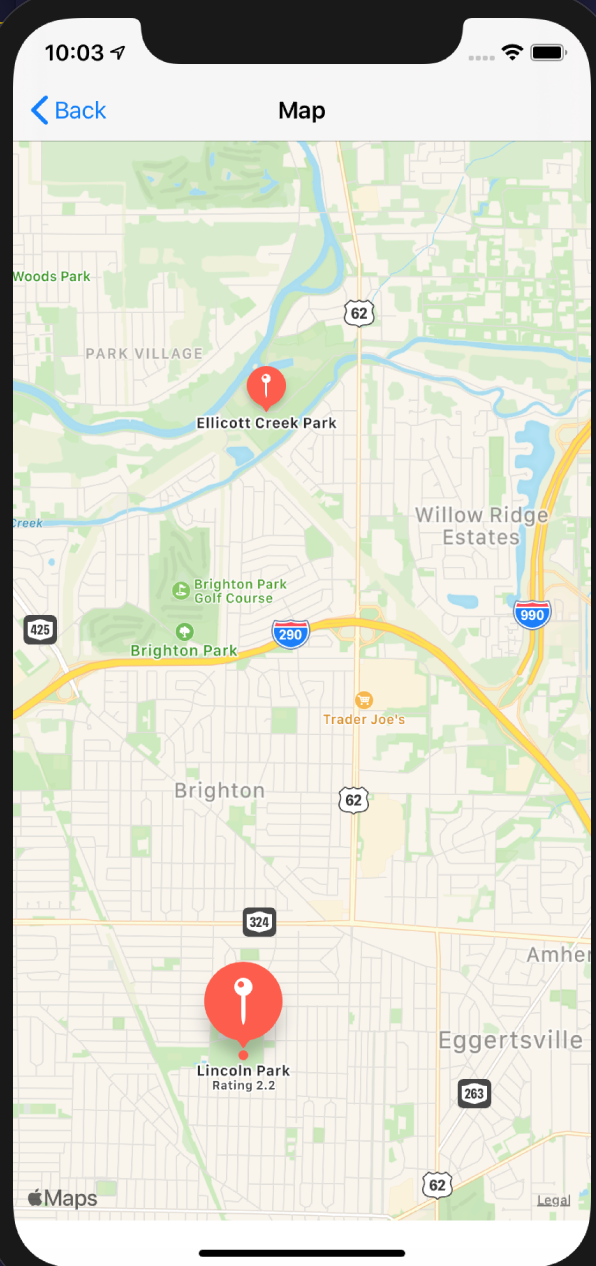 10:03
Back
Map
Woods Park
62
PARK VILLAGE
Ellicott Creek Park
Willow Ridge
Estates
Creek
Brighton Park
Golf Course
990
425
290
Brighton Park
Trader Joe's
Brighton
62
324
Amher
Eggertsville
Lincoln Park
Rating 2.2
263
62
Maps
Legal